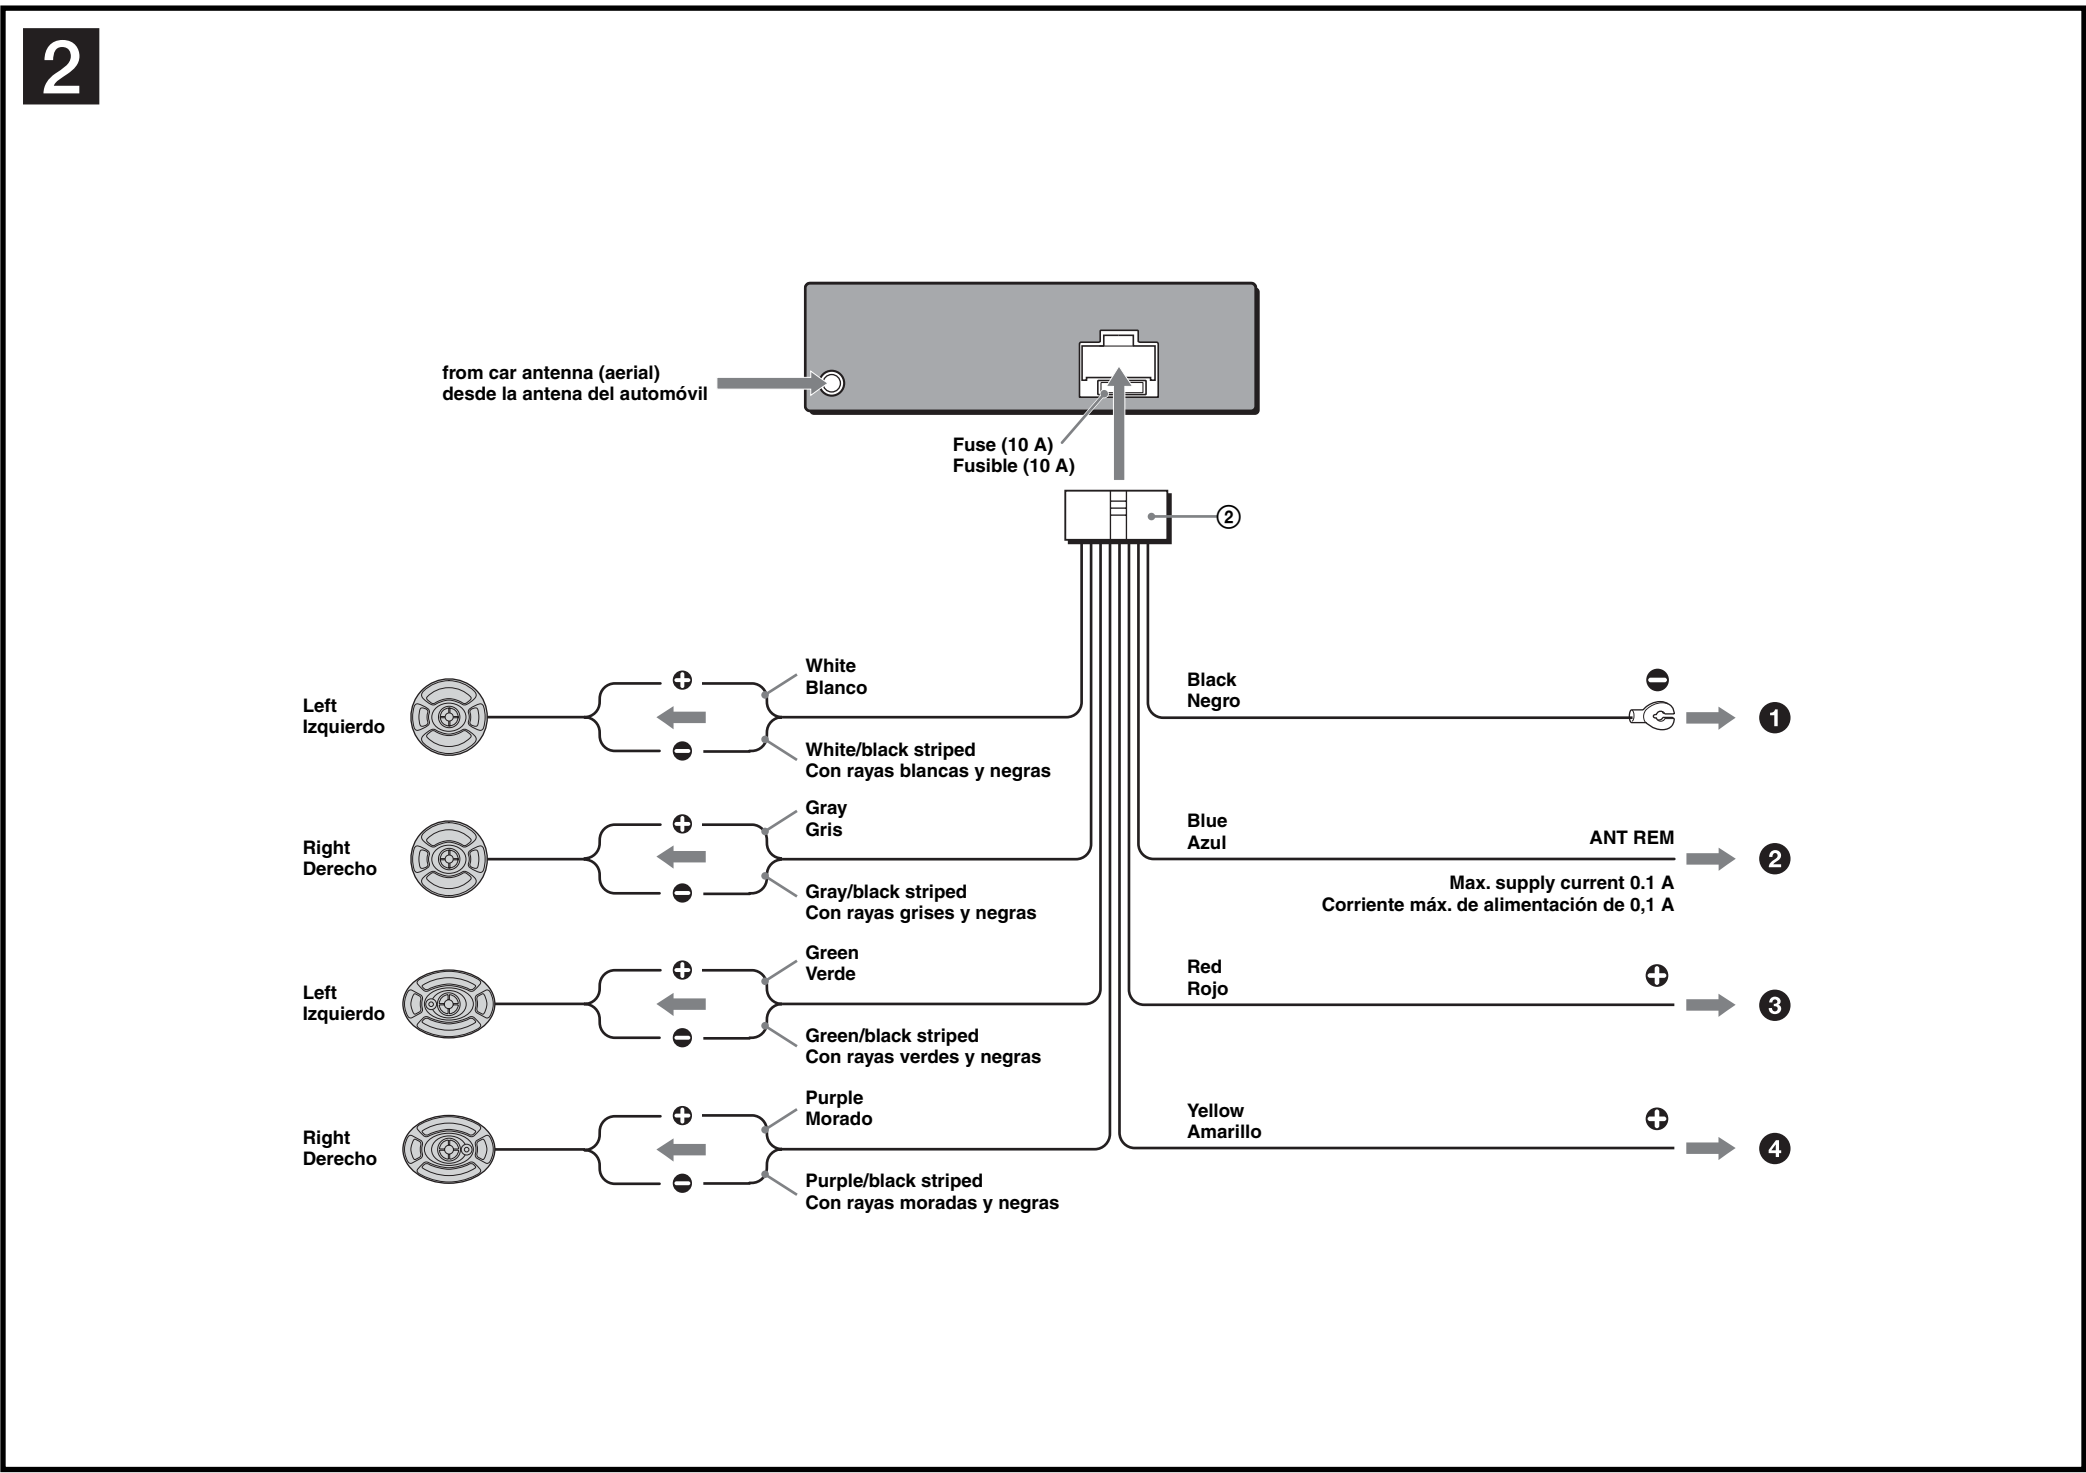 2
from car antenna (aerial)
desde la antena del automóvil
Fuse (10 A)
Fusible (10 A)
2
Left
Izquierdo
White
Blanco
White/black striped
Con rayas blancas y negras
Black
Negro
1
Right
Derecho
Gray
Gris
Gray/black striped
Con rayas grises y negras
Blue
Azul
ANT REM
2
Max. supply current 0.1 A
Corriente máx. de alimentación de 0,1 A
Left
Izquierdo
Green
Verde
Green/black striped
Con rayas verdes y negras
Red
Rojo
3
Right
Derecho
Purple
Morado
Purple/black striped
Con rayas moradas y negras
Yellow
Amarillo
4